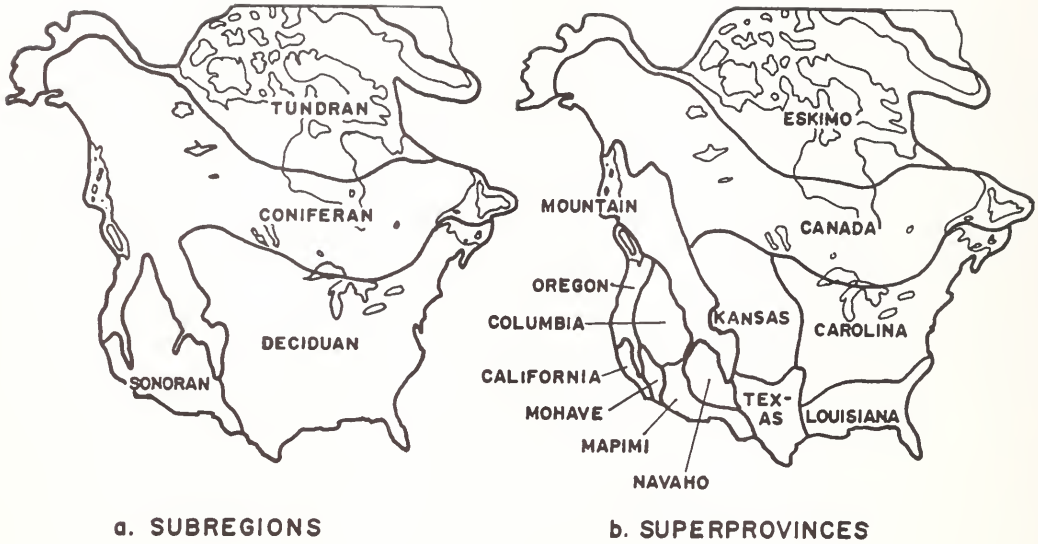 TUNDRAN
CONIFERAN
DECIDUAN
SONORAN
a. SUBREGIONS
ESKIMO
MOUNTAIN
CANADA
OREGON
COLUMBIA
KANSAS
CAROLINA
CALIFORNIA
MOHAVE
TEX-
AS
LOUISIANA
MAPIMI
NAVAHO
b. SUPERPROVINCES